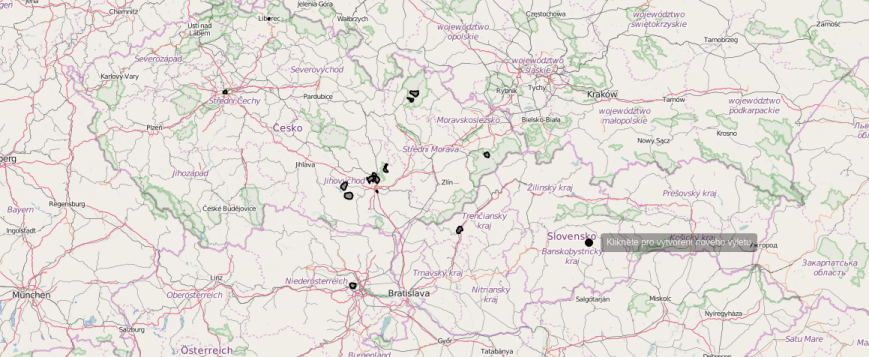 Chemnitz
Liberec
Jelenia Góra
Wałbrzych
Częstochowa
województwo
opolskie
województwo
świętokrzyskie
Zamość
Ústí nad
Labem
Tarnobrzeg
Severozápad
Karlovy Vary
Severovýchod
województwo
śląskie
Rybnik
Tychy
Kraków
Tarnów
województwo
podkarpackie
Střední Čechy
Pardubice
Plzeň
Česko
Moravskoslezsko
Bielsko-Biała
województwo
małopolskie
Nowy Sącz
Krosno
Střední Morava
Jihlava
Jihozápad
Jihovýchod
Zlín
Žilinský kraj
Prešovský kraj
České Budějovice
Bayern
Regensburg
Ingolstadt
Trenčiansky
kraj
Slovensko
Banskobystrický
kraj
Košický kraj
Klikněte pro vytvoření nového výletu
Закарпатська
область
Linz
Niederösterreich
Oberösterreich
Trnavský kraj
Nitriansky
kraj
Bratislava
München
Salgótarján
Miskolc
Nyíregyháza
Salzburg
Österreich
Győr
Tatabánya
Burgenland
Debrecen
Satu Mare